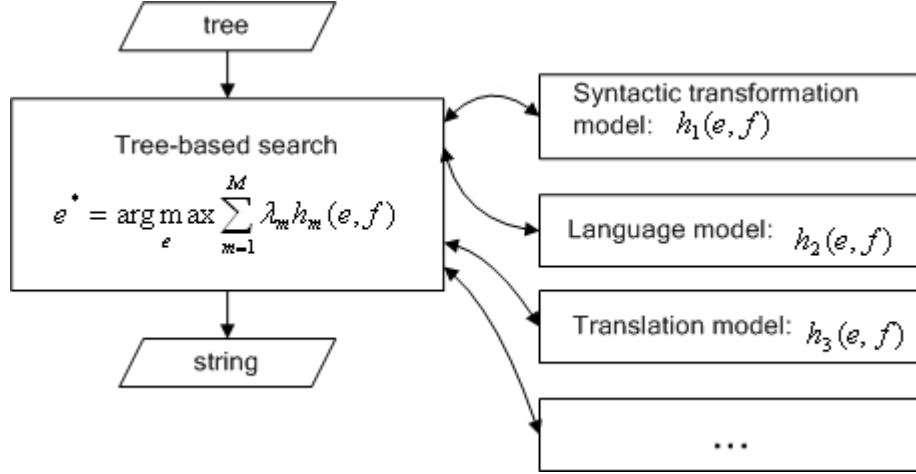 tree
Tree-based search
e* = arg max_e ∑_{m=1}^{M} λ_m h_m(e, f)
string
Syntactic transformation
model: h_1(e, f)
Language model: h_2(e, f)
Translation model: h_3(e, f)
...